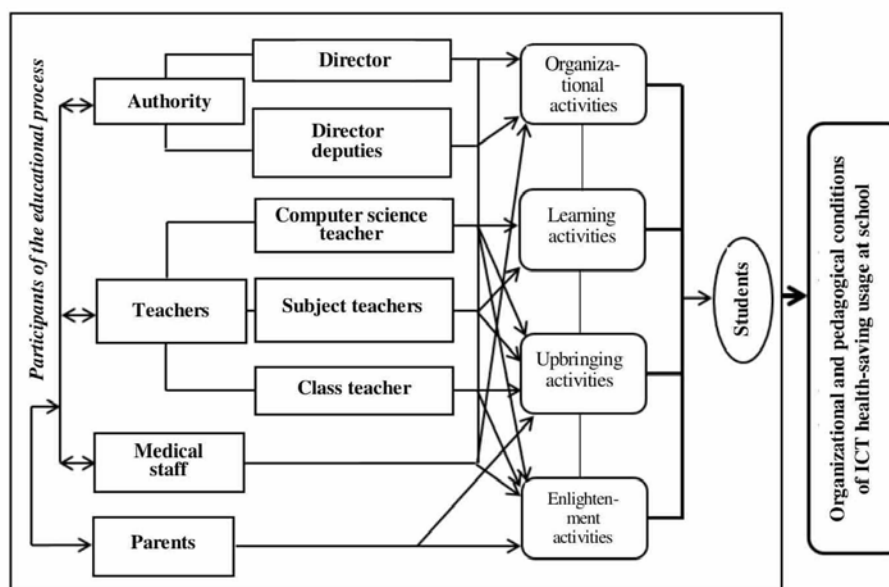 Participants of the educational process
Authority
Director
Director
deputies
Teachers
Computer science
teacher
Subject teachers
Class teacher
Medical
staff
Parents
Organiza-
tional
activities
Learning
activities
Upbringing
activities
Enlighten-
ment
activities
Students
Organizational and pedagogical conditions
of ICT health-saving usage at school